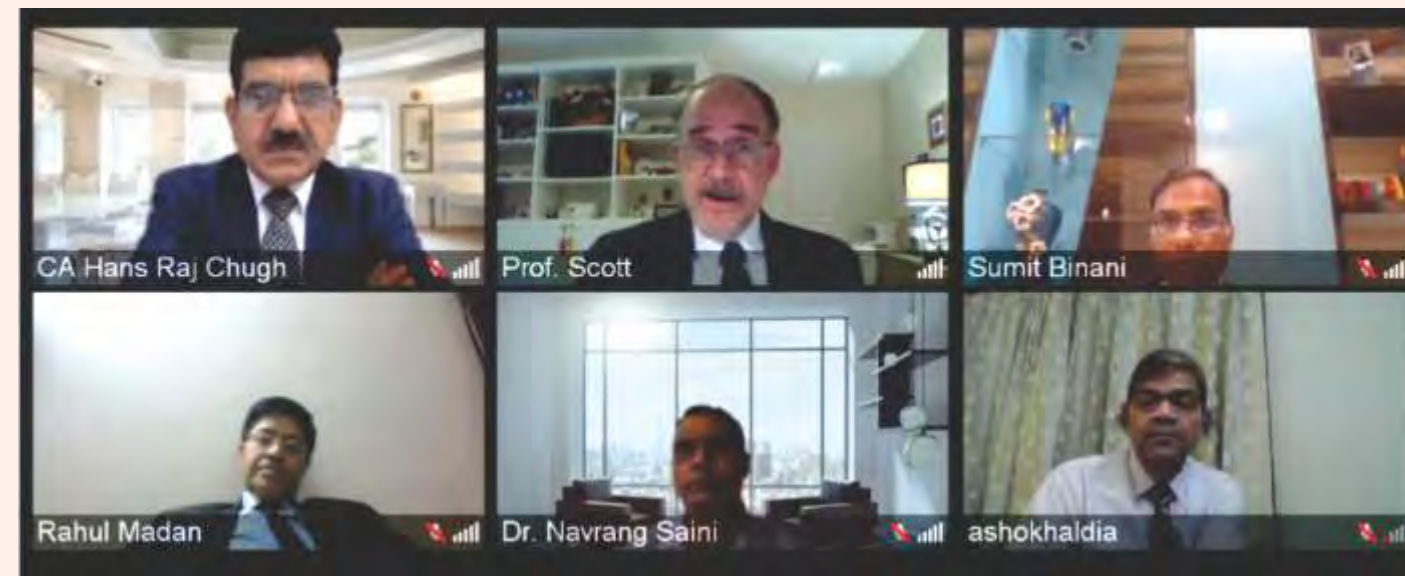 CA Hans Raj Chugh
Prof. Scott
Sumit Binani
Rahul Madan
Dr. Navrang Saini
ashokhaldia